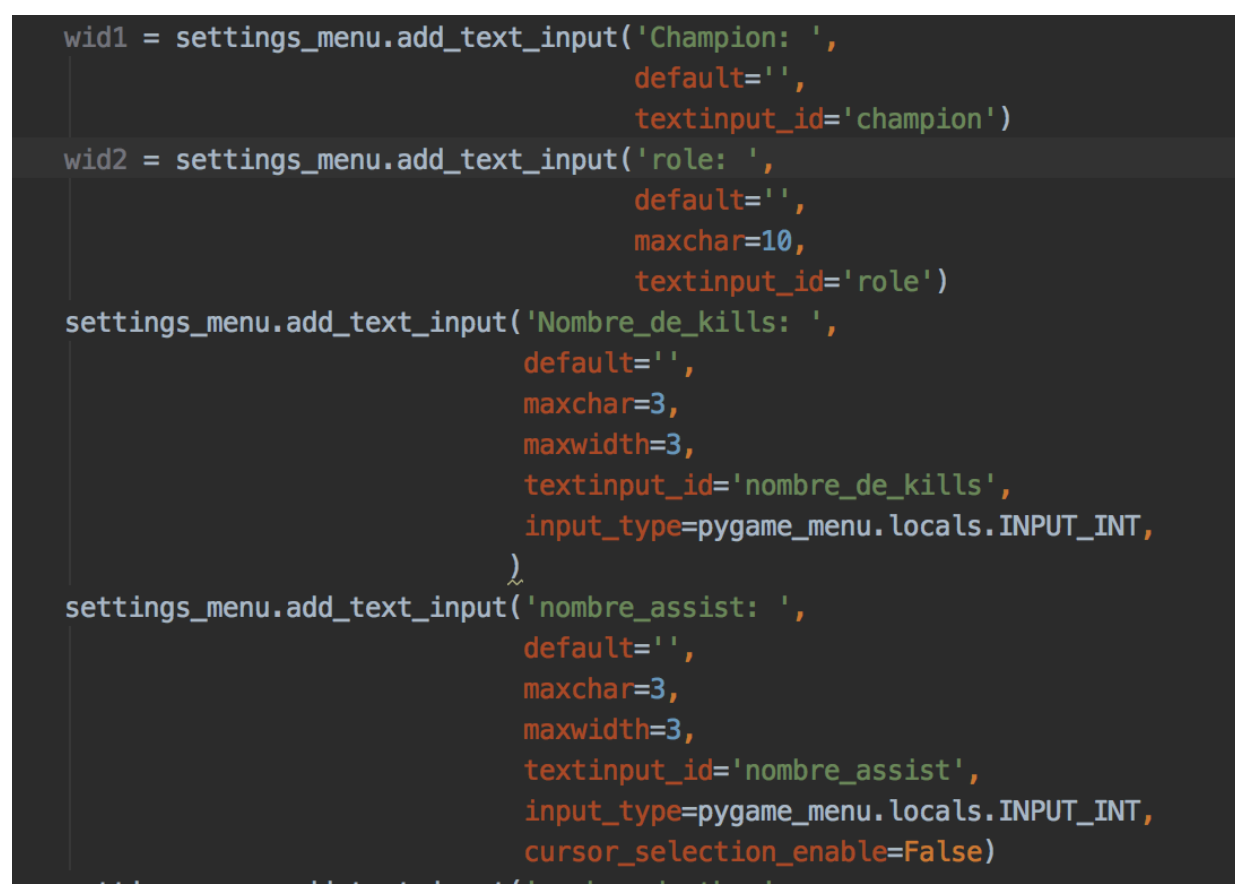 wid1 = settings_menu.add_text_input('Champion: ',
default='',
textinput_id='champion')
wid2 = settings_menu.add_text_input('role: ',
default='',
maxchar=10,
textinput_id='role')
settings_menu.add_text_input('Nombre_de_kills: ',
default='',
maxchar=3,
maxwidth=3,
textinput_id='nombre_de_kills',
input_type=pygame_menu.locals.INPUT_INT,
)
settings_menu.add_text_input('nombre_assist: ',
default='',
maxchar=3,
maxwidth=3,
textinput_id='nombre_assist',
input_type=pygame_menu.locals.INPUT_INT,
cursor_selection_enable=False)